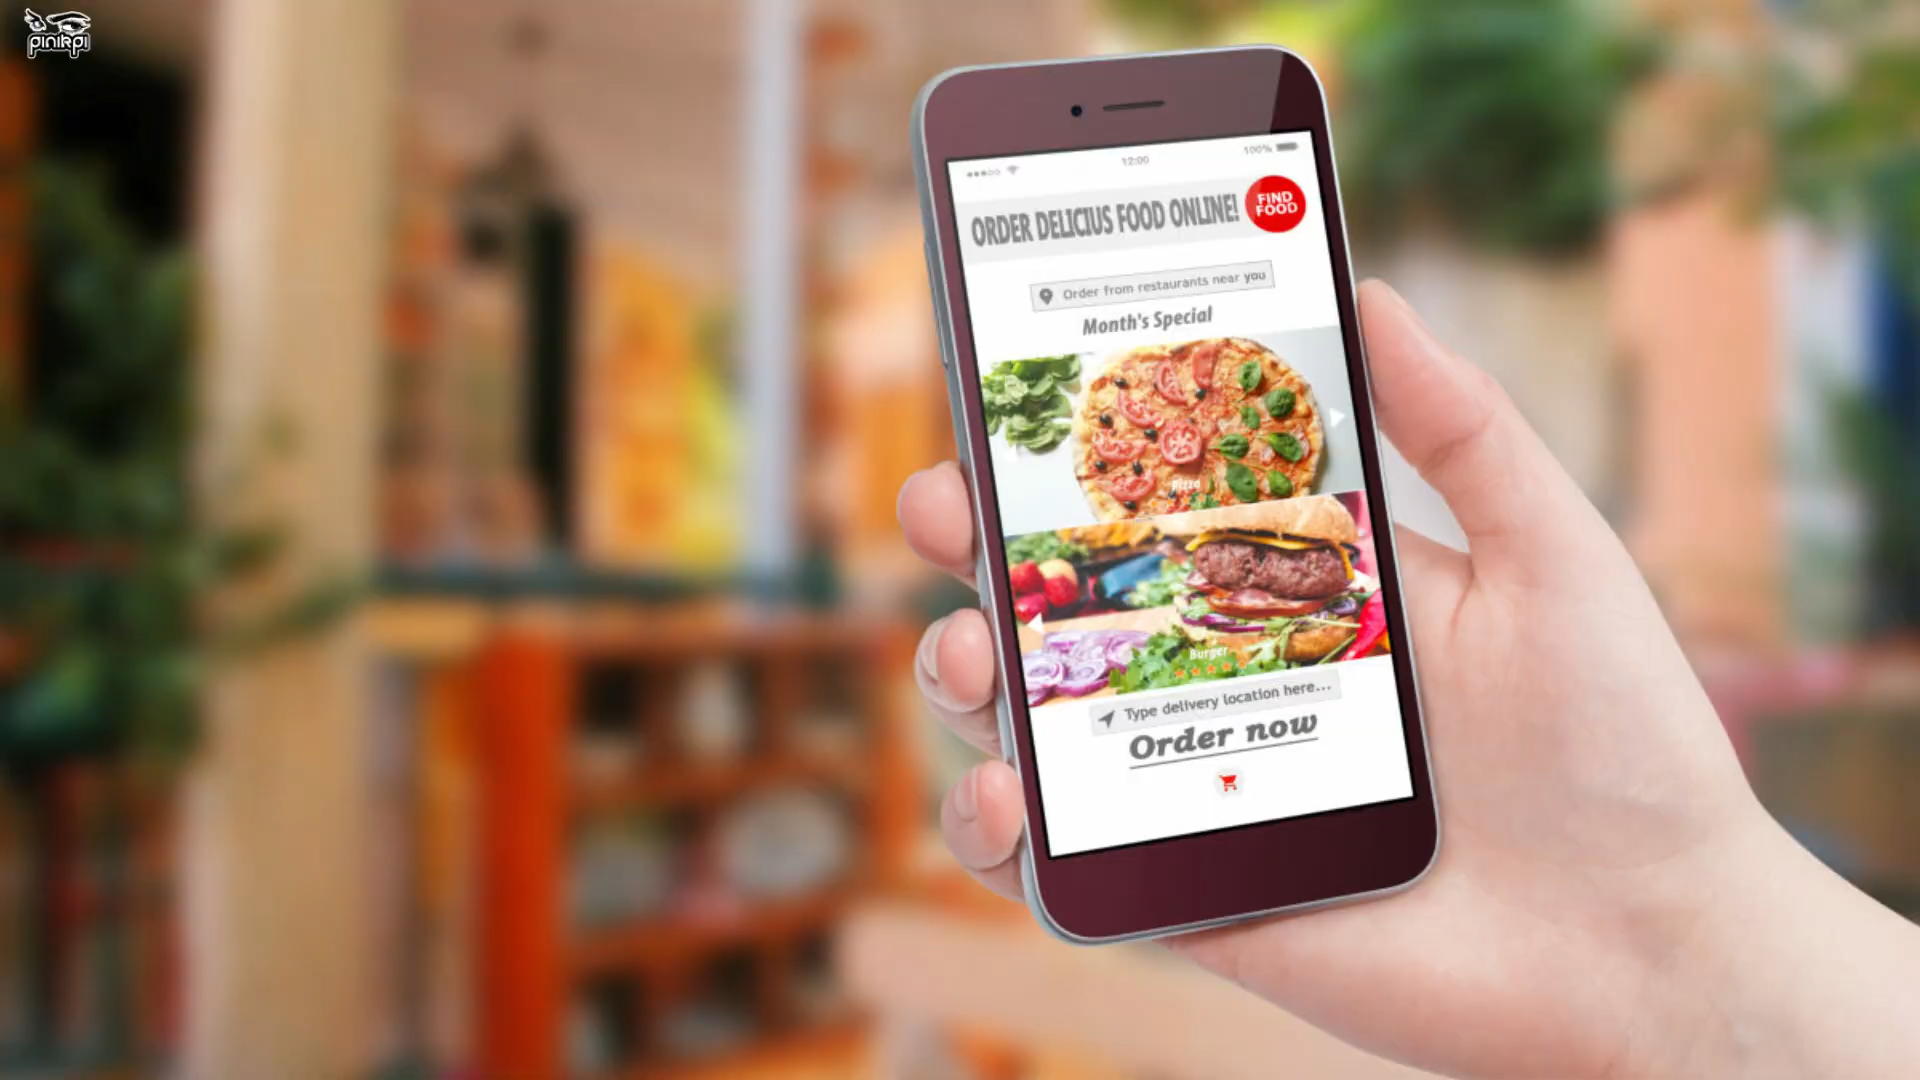 pinikpi
12:00
100%
ORDER DELICIUS FOOD ONLINE!
FIND
FOOD
Order from restaurants near you
Month's Special
Pizza
Burger
Type delivery location here...
Order now